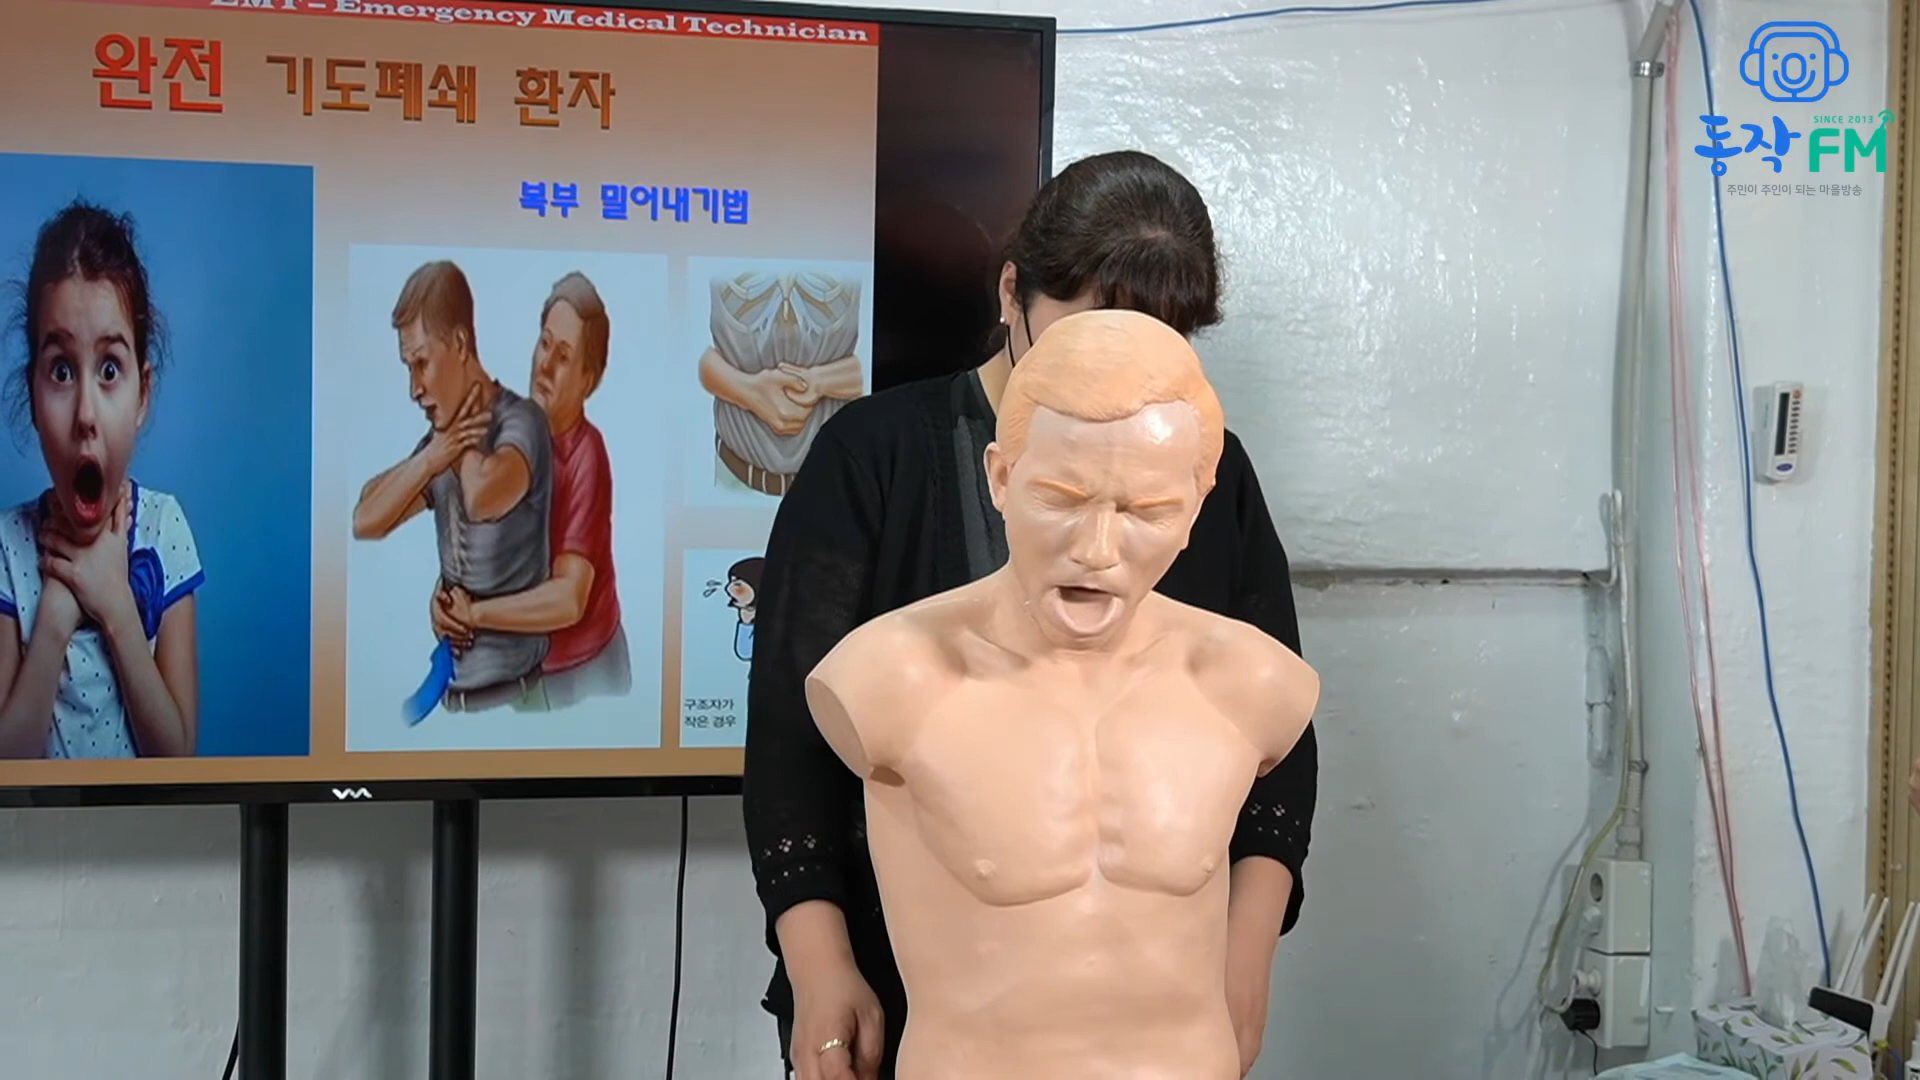 EMT – Emergency Medical Technician
완전 기도폐쇄 환자
복부 밀어내기법
구조자가
작은 경우
SINCE 2013
동작 FM
주민이 주인이 되는 마을방송